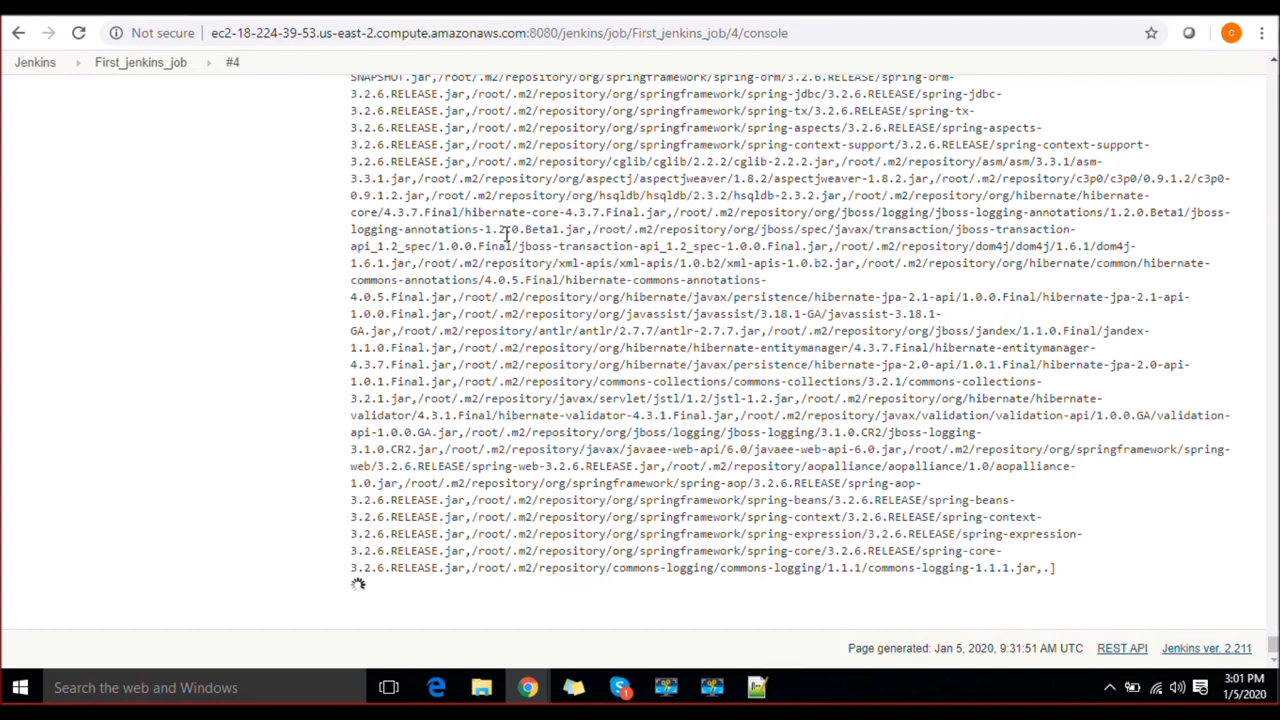 Not secure
ec2-18-224-39-53.us-east-2.compute.amazonaws.com:8080/jenkins/job/First_jenkins_job/4/console
C
Jenkins
First_jenkins_job
#4
SNAPSHOT.jar,/root/.m2/repository/org/springframework/spring-orm/3.2.6.RELEASE/spring-orm-
3.2.6.RELEASE.jar,/root/.m2/repository/org/springframework/spring-jdbc/3.2.6.RELEASE/spring-jdbc-
3.2.6.RELEASE.jar,/root/.m2/repository/org/springframework/spring-tx/3.2.6.RELEASE/spring-tx-
3.2.6.RELEASE.jar,/root/.m2/repository/org/springframework/spring-aspects/3.2.6.RELEASE/spring-aspects-
3.2.6.RELEASE.jar,/root/.m2/repository/org/springframework/spring-context-support/3.2.6.RELEASE/spring-context-support-
3.2.6.RELEASE.jar,/root/.m2/repository/cglib/cglib/2.2.2/cglib-2.2.2.jar,/root/.m2/repository/asm/asm/3.3.1/asm-
3.3.1.jar,/root/.m2/repository/org/aspectj/aspectjweaver/1.8.2/aspectjweaver-1.8.2.jar,/root/.m2/repository/c3p0/c3p0/0.9.1.2/c3p0-
0.9.1.2.jar,/root/.m2/repository/org/hsqldb/hsqldb/2.3.2/hsqldb-2.3.2.jar,/root/.m2/repository/org/hibernate/hibernate-
core/4.3.7.Final/hibernate-core-4.3.7.Final.jar,/root/.m2/repository/org/jboss/logging/jboss-logging-annotations/1.2.0.Beta1/jboss-
logging-annotations-1.2.0.Beta1.jar,/root/.m2/repository/org/jboss/spec/javax/transaction/jboss-transaction-
api_1.2_spec/1.0.0.Final/jboss-transaction-api_1.2_spec-1.0.0.Final.jar,/root/.m2/repository/dom4j/dom4j/1.6.1/dom4j-
1.6.1.jar,/root/.m2/repository/xml-apis/xml-apis/1.0.b2/xml-apis-1.0.b2.jar,/root/.m2/repository/org/hibernate/common/hibernate-
commons-annotations/4.0.5.Final/hibernate-commons-annotations-
4.0.5.Final.jar,/root/.m2/repository/org/hibernate/javax/persistence/hibernate-jpa-2.1-api/1.0.0.Final/hibernate-jpa-2.1-api-
1.0.0.Final.jar,/root/.m2/repository/org/javassist/javassist/3.18.1-GA/javassist-3.18.1-
GA.jar,/root/.m2/repository/antlr/antlr/2.7.7/antlr-2.7.7.jar,/root/.m2/repository/org/jboss/jandex/1.1.0.Final/jandex-
1.1.0.Final.jar,/root/.m2/repository/org/hibernate/hibernate-entitymanager/4.3.7.Final/hibernate-entitymanager-
4.3.7.Final.jar,/root/.m2/repository/org/hibernate/javax/persistence/hibernate-jpa-2.0-api/1.0.1.Final/hibernate-jpa-2.0-api-
1.0.1.Final.jar,/root/.m2/repository/commons-collections/commons-collections/3.2.1/commons-collections-
3.2.1.jar,/root/.m2/repository/javax/servlet/jstl/1.2/jstl-1.2.jar,/root/.m2/repository/org/hibernate/hibernate-
validator/4.3.1.Final/hibernate-validator-4.3.1.Final.jar,/root/.m2/repository/javax/validation/validation-api/1.0.0.GA/validation-
api-1.0.0.GA.jar,/root/.m2/repository/org/jboss/logging/jboss-logging/3.1.0.CR2/jboss-logging-
3.1.0.CR2.jar,/root/.m2/repository/javax/javaee-web-api/6.0/javaee-web-api-6.0.jar,/root/.m2/repository/org/springframework/spring-
web/3.2.6.RELEASE/spring-web-3.2.6.RELEASE.jar,/root/.m2/repository/aopalliance/aopalliance/1.0/aopalliance-
1.0.jar,/root/.m2/repository/org/springframework/spring-aop/3.2.6.RELEASE/spring-aop-
3.2.6.RELEASE.jar,/root/.m2/repository/org/springframework/spring-beans/3.2.6.RELEASE/spring-beans-
3.2.6.RELEASE.jar,/root/.m2/repository/org/springframework/spring-context/3.2.6.RELEASE/spring-context-
3.2.6.RELEASE.jar,/root/.m2/repository/org/springframework/spring-expression/3.2.6.RELEASE/spring-expression-
3.2.6.RELEASE.jar,/root/.m2/repository/org/springframework/spring-core/3.2.6.RELEASE/spring-core-
3.2.6.RELEASE.jar,/root/.m2/repository/commons-logging/commons-logging/1.1.1/commons-logging-1.1.1.jar,.]
Page generated: Jan 5, 2020, 9:31:51 AM UTC
REST API
Jenkins ver. 2.211
Search the web and Windows
1
3:01 PM
1/5/2020